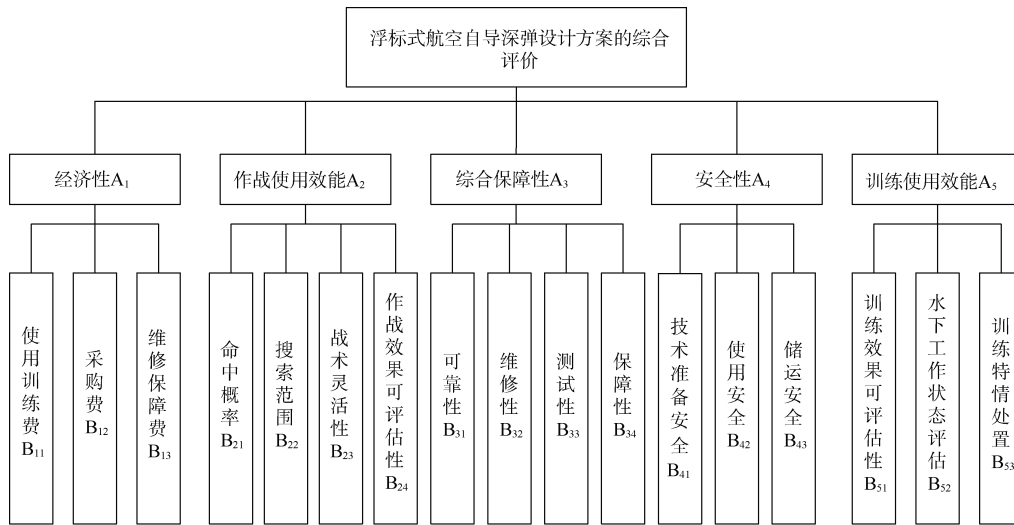 浮标式航空自导深弹设计方案的综合
评价
经济性A₁
作战使用效能A₂
综合保障性A₃
安全性A₄
训练使用效能A₅
使用训练费B₁₁
采购费B₁₂
维修保障费B₁₃
命中概率B₂₁
搜索范围B₂₂
战术灵活性B₂₃
作战效果可评估性B₂₄
可靠性B₃₁
维修性B₃₂
测试性B₃₃
保障性B₃₄
技术准备安全B₄₁
使用安全B₄₂
储运安全B₄₃
训练效果可评估性B₅₁
水下工作状态评估B₅₂
训练特情处置B₅₃